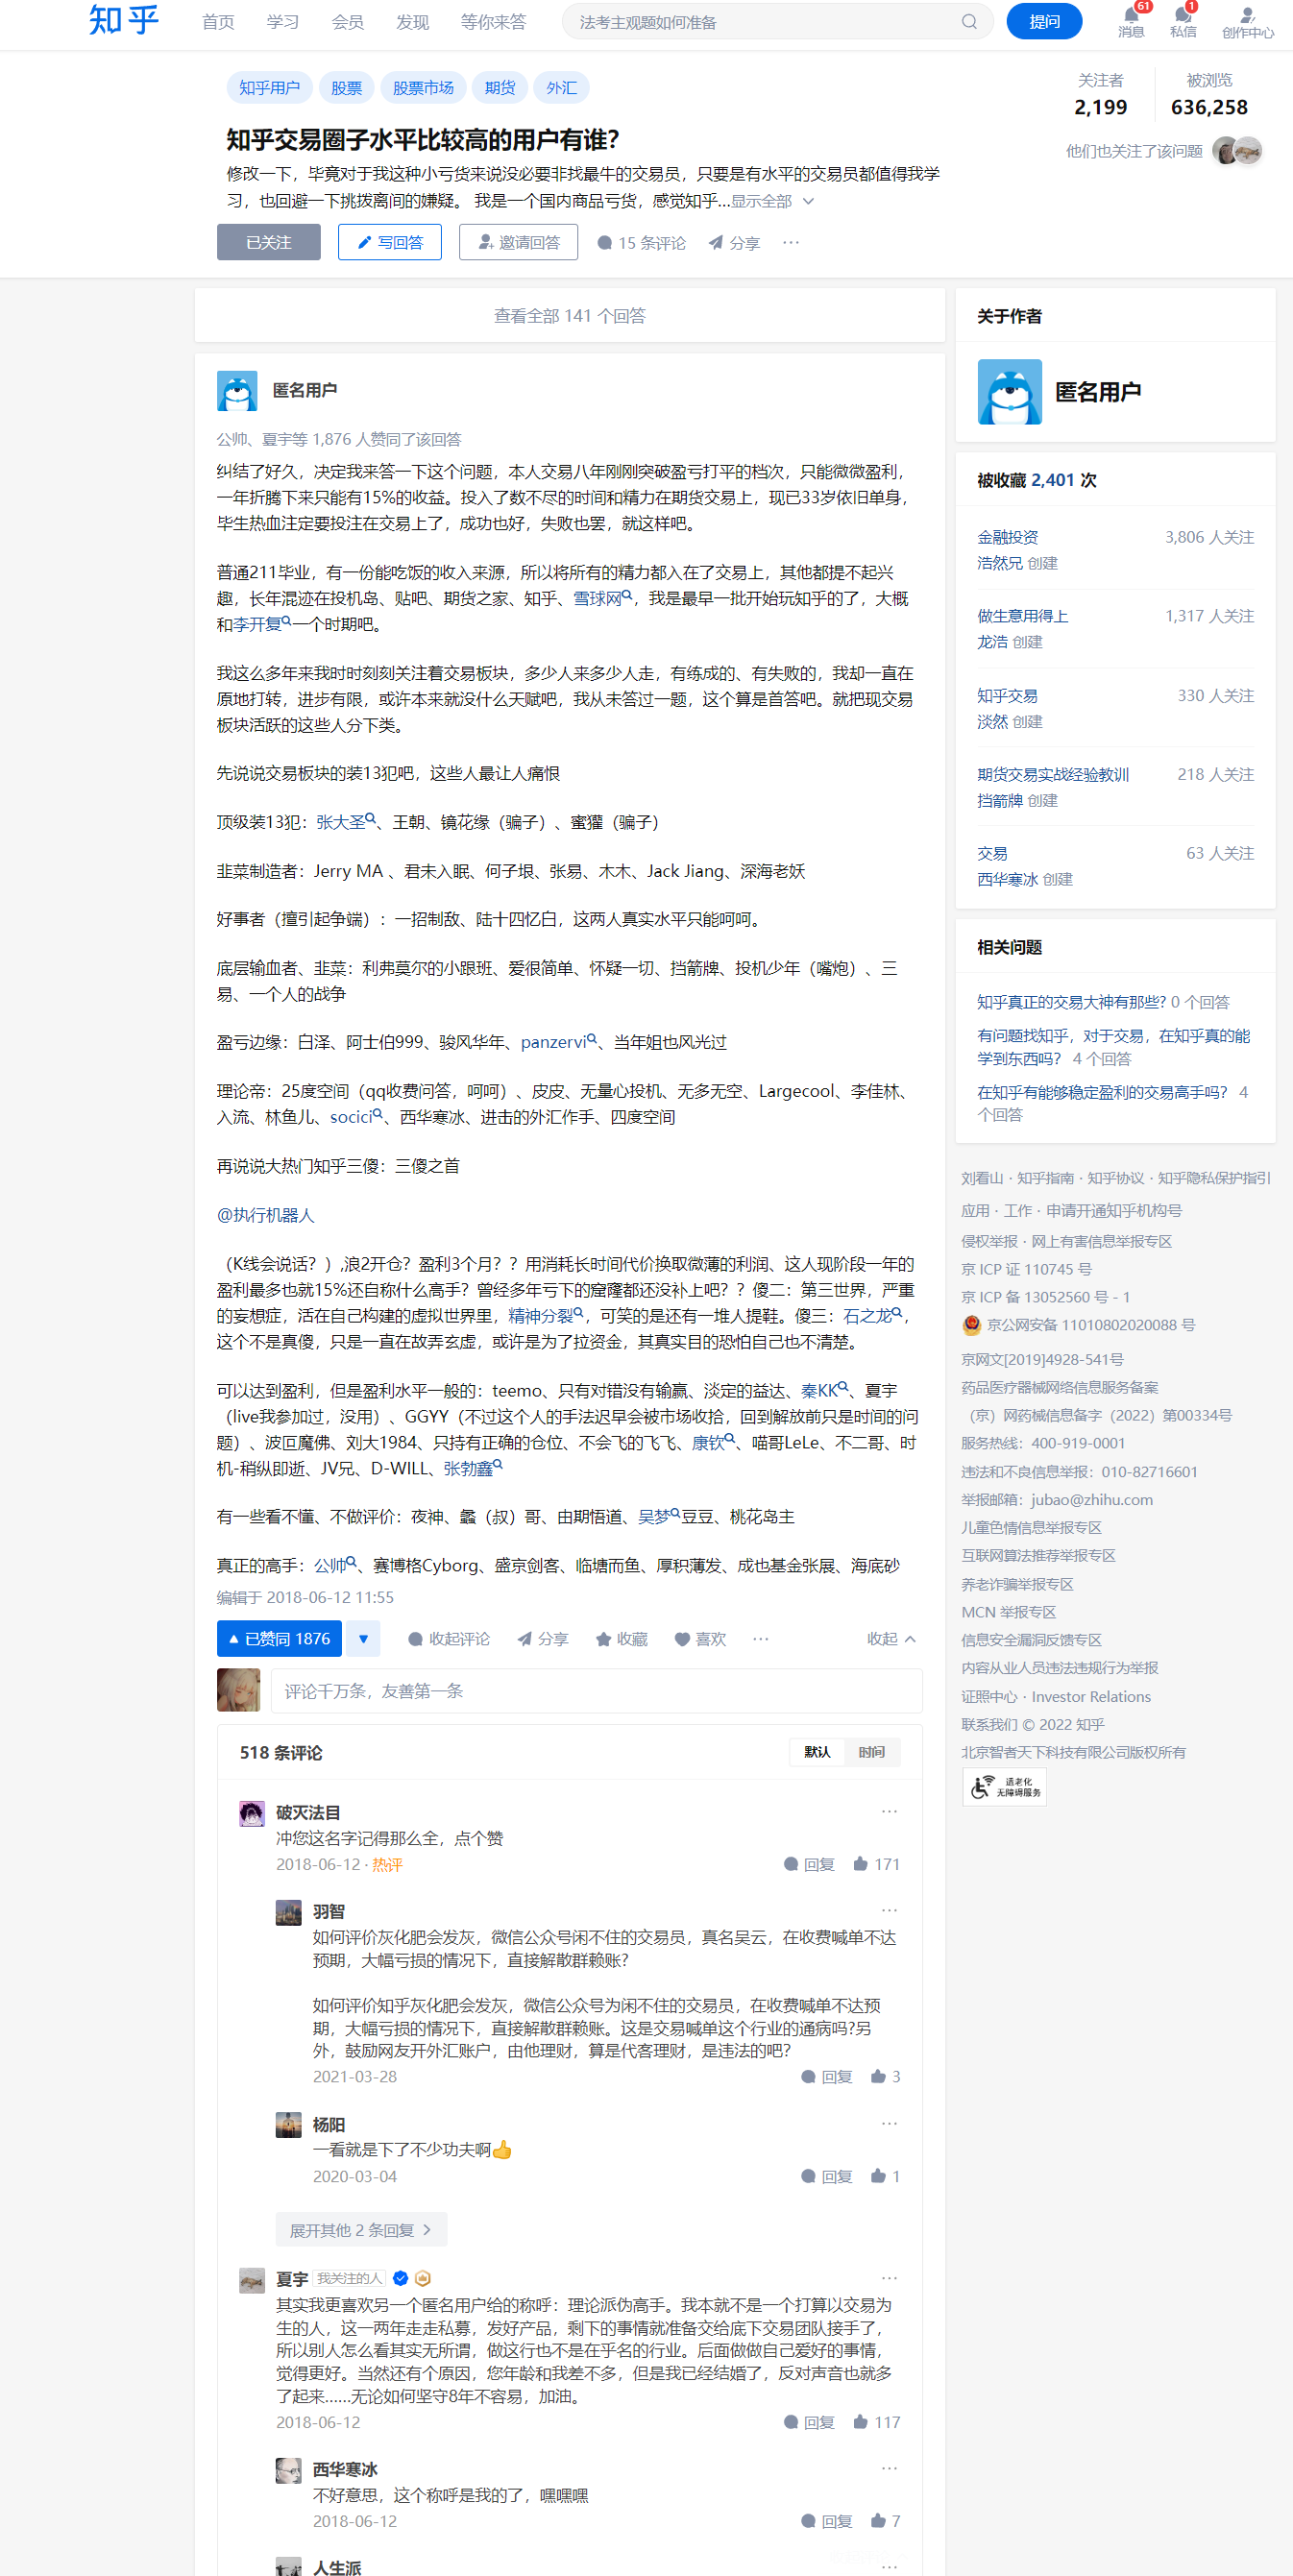 知乎 首页 学习 会员 发现 等你来答 法考主观题如何准备 提问 61 消息 1 私信 创作中心
知乎用户 股票 股票市场 期货 外汇
关注者 被浏览
2,199 636,258
知乎交易圈子水平比较高的用户有谁？
他们也关注了该问题
修改一下，毕竟对于我这种小亏货来说没必要非找最牛的交易员，只要是有水平的交易员都值得我学
习，也回避一下挑拨离间的嫌疑。 我是一个国内商品亏货，感觉知乎...显示全部
已关注 写回答 邀请回答 15 条评论 分享 ···
查看全部 141 个回答
匿名用户
公帅、夏宇等 1,876 人赞同了该回答
纠结了好久，决定我来答一下这个问题，本人交易八年刚刚突破盈亏打平的档次，只能微微盈利，
一年折腾下来只能有15%的收益。投入了数不尽的时间和精力在期货交易上，现已33岁依旧单身，
毕生热血注定要投注在交易上了，成功也好，失败也罢，就这样吧。
普通211毕业，有一份能吃饭的收入来源，所以将所有的精力都入在了交易上，其他都提不起兴
趣，长年混迹在投机岛、贴吧、期货之家、知乎、雪球网，我是最早一批开始玩知乎的了，大概
和李开复一个时期吧。
我这么多年来我时时刻刻关注着交易板块，多少人来多少人走，有练成的、有失败的，我却一直在
原地打转，进步有限，或许本来就没什么天赋吧，我从未答过一题，这个算是首答吧。就把现交易
板块活跃的这些人分下类。
先说说交易板块的装13犯吧，这些人最让人痛恨
顶级装13犯：张大圣、王朝、镜花缘（骗子）、蜜獾（骗子）
韭菜制造者：Jerry MA 、君未入眠、何子垠、张易、木木、Jack Jiang、深海老妖
好事者（擅引起争端）：一招制敌、陆十四忆白，这两人真实水平只能呵呵。
底层输血者、韭菜：利弗莫尔的小跟班、爱很简单、怀疑一切、挡箭牌、投机少年（嘴炮）、三
易、一个人的战争
盈亏边缘：白泽、阿士伯999、骏风华年、panzervi、当年姐也风光过
理论帝：25度空间（qq收费问答，呵呵）、皮皮、无量心投机、无多无空、Largecool、李佳林、
入流、林鱼儿、socici、西华寒冰、进击的外汇作手、四度空间
再说说大热门知乎三傻：三傻之首
@执行机器人
（K线会说话？）,浪2开仓？盈利3个月？？用消耗长时间代价换取微薄的利润、这人现阶段一年的
盈利最多也就15%还自称什么高手？曾经多年亏下的窟窿都还没补上吧？？傻二：第三世界，严重
的妄想症，活在自己构建的虚拟世界里，精神分裂，可笑的是还有一堆人提鞋。傻三：石之龙，
这个不是真傻，只是一直在故弄玄虚，或许是为了拉资金，其真实目的恐怕自己也不清楚。
可以达到盈利，但是盈利水平一般的：teemo、只有对错没有输赢、淡定的益达、秦KK、夏宇
（live我参加过，没用）、GGYY（不过这个人的手法迟早会被市场收拾，回到解放前只是时间的问
题）、波叵魔佛、刘大1984、只持有正确的仓位、不会飞的飞飞、康钦、喵哥LeLe、不二哥、时
机-稍纵即逝、JV兄、D-WILL、张勃鑫
有一些看不懂、不做评价：夜神、蠡（叔）哥、由期悟道、吴梦豆豆、桃花岛主
真正的高手：公帅、赛博格Cyborg、盛京剑客、临塘而鱼、厚积薄发、成也基金张展、海底砂
编辑于 2018-06-12 11:55
已赞同 1876 收起评论 分享 收藏 喜欢 ··· 收起
评论千万条，友善第一条
518 条评论 默认 时间
破灭法目 ···
冲您这名字记得那么全，点个赞
2018-06-12 · 热评 回复 171
羽智 ···
如何评价灰化肥会发灰，微信公众号闲不住的交易员，真名吴云，在收费喊单不达
预期，大幅亏损的情况下，直接解散群赖账?
如何评价知乎灰化肥会发灰，微信公众号为闲不住的交易员，在收费喊单不达预
期，大幅亏损的情况下，直接解散群赖账。这是交易喊单这个行业的通病吗?另
外，鼓励网友开外汇账户，由他理财，算是代客理财，是违法的吧?
2021-03-28 回复 3
杨阳 ···
一看就是下了不少功夫啊👍
2020-03-04 回复 1
展开其他 2 条回复
夏宇 我关注的人 ···
其实我更喜欢另一个匿名用户给的称呼：理论派伪高手。我本就不是一个打算以交易为
生的人，这一两年走走私募，发好产品，剩下的事情就准备交给底下交易团队接手了，
所以别人怎么看其实无所谓，做这行也不是在乎名的行业。后面做做自己爱好的事情，
觉得更好。当然还有个原因，您年龄和我差不多，但是我已经结婚了，反对声音也就多
了起来……无论如何坚守8年不容易，加油。
2018-06-12 回复 117
西华寒冰 ···
不好意思，这个称呼是我的了，嘿嘿嘿
2018-06-12 回复 7
人生派 ···
关于作者
匿名用户
被收藏 2,401 次
金融投资 3,806 人关注
浩然兄 创建
做生意用得上 1,317 人关注
龙浩 创建
知乎交易 330 人关注
淡然 创建
期货交易实战经验教训 218 人关注
挡箭牌 创建
交易 63 人关注
西华寒冰 创建
相关问题
知乎真正的交易大神有那些? 0 个回答
有问题找知乎，对于交易，在知乎真的能
学到东西吗？ 4 个回答
在知乎有能够稳定盈利的交易高手吗？ 4
个回答
刘看山 · 知乎指南 · 知乎协议 · 知乎隐私保护指引
应用 · 工作 · 申请开通知乎机构号
侵权举报 · 网上有害信息举报专区
京 ICP 证 110745 号
京 ICP 备 13052560 号 - 1
京公网安备 11010802020088 号
京网文[2019]4928-541号
药品医疗器械网络信息服务备案
（京）网药械信息备字（2022）第00334号
服务热线：400-919-0001
违法和不良信息举报：010-82716601
举报邮箱：jubao@zhihu.com
儿童色情信息举报专区
互联网算法推荐举报专区
养老诈骗举报专区
MCN 举报专区
信息安全漏洞反馈专区
内容从业人员违法违规行为举报
证照中心 · Investor Relations
联系我们 © 2022 知乎
北京智者天下科技有限公司版权所有
适老化
无障碍服务